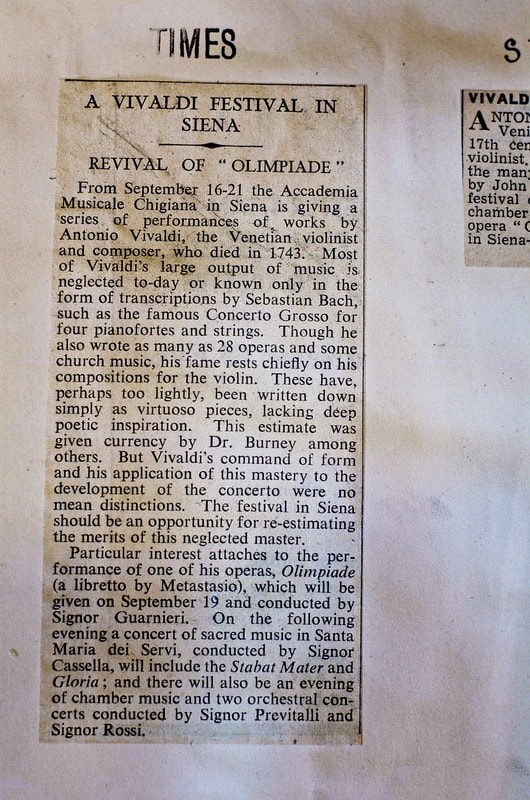 TIMES
A VIVALDI FESTIVAL IN
SIENA
REVIVAL OF “ OLIMPIADE ”
From September 16-21 the Accademia
Musicale Chigiana in Siena is giving a
series of performances of works by
Antonio Vivaldi, the Venetian violinist
and composer, who died in 1743. Most
of Vivaldi's large output of music is
neglected to-day or known only in the
form of transcriptions by Sebastian Bach,
such as the famous Concerto Grosso for
four pianofortes and strings. Though he
also wrote as many as 28 operas and some
church music, his fame rests chiefly on his
compositions for the violin. These have,
perhaps too lightly, been written down
simply as virtuoso pieces, lacking deep
poetic inspiration. This estimate was
given currency by Dr. Burney among
others. But Vivaldi's command of form
and his application of this mastery to the
development of the concerto were no
mean distinctions. The festival in Siena
should be an opportunity for re-estimating
the merits of this neglected master.
Particular interest attaches to the per-
formance of one of his operas, Olimpiade
(a libretto by Metastasio), which will be
given on September 19 and conducted by
Signor Guarnieri. On the following
evening a concert of sacred music in Santa
Maria dei Servi, conducted by Signor
Cassella, will include the Stabat Mater and
Gloria ; and there will also be an evening
of chamber music and two orchestral con-
certs conducted by Signor Previtalli and
Signor Rossi.
S
VIVALD
ANTON
Veni
17th cen
violinist,
the many
by John
festival
chamber
opera “
in Siena-